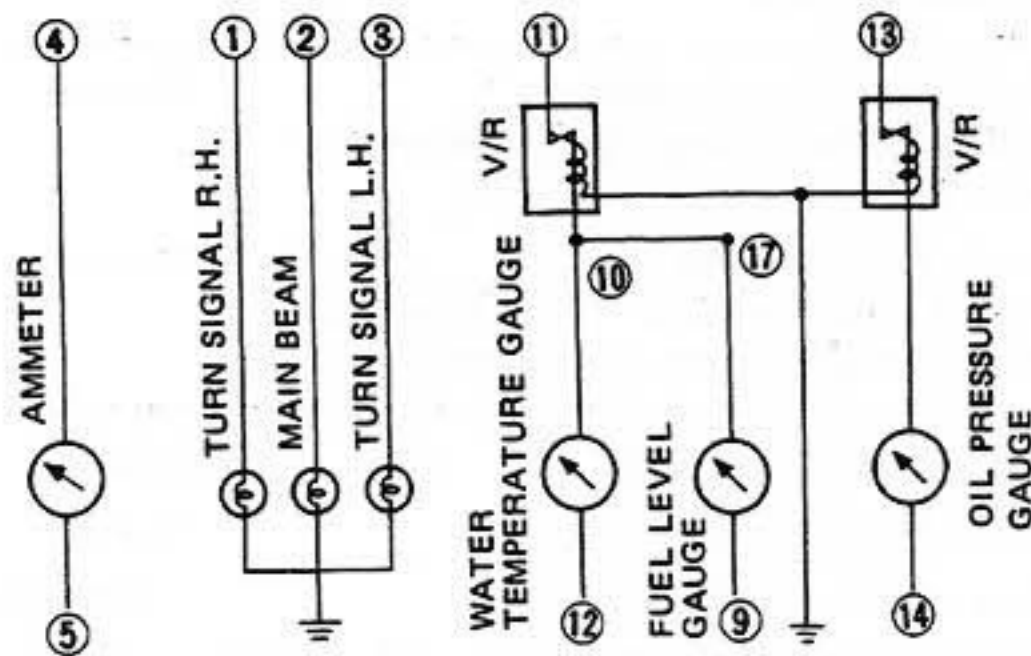 4
1
2
3
11
13
V/R
V/R
AMMETER
TURN SIGNAL R.H.
MAIN BEAM
TURN SIGNAL L.H.
10
17
WATER
TEMPERATURE GAUGE
FUEL LEVEL
GAUGE
OIL PRESSURE
GAUGE
5
12
9
14